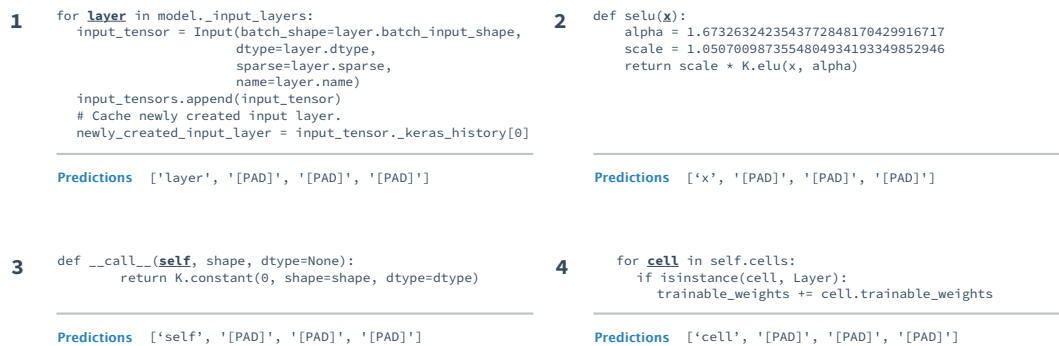 1
for layer in model._input_layers:
input_tensor = Input(batch_shape=layer.batch_input_shape,
dtype=layer.dtype,
sparse=layer.sparse,
name=layer.name)
input_tensors.append(input_tensor)
# Cache newly created input layer.
newly_created_input_layer = input_tensor._keras_history[0]
Predictions ['layer', '[PAD]', '[PAD]', '[PAD]']
2
def selu(x):
alpha = 1.6732632423543772848170429916717
scale = 1.0507009873554804934193349852946
return scale * K.elu(x, alpha)
Predictions [‘x’, '[PAD]', '[PAD]', '[PAD]']
3
def __call__(self, shape, dtype=None):
return K.constant(0, shape=shape, dtype=dtype)
Predictions [‘self’, '[PAD]', '[PAD]', '[PAD]']
4
for cell in self.cells:
if isinstance(cell, Layer):
trainable_weights += cell.trainable_weights
Predictions [‘cell’, '[PAD]', '[PAD]', '[PAD]']